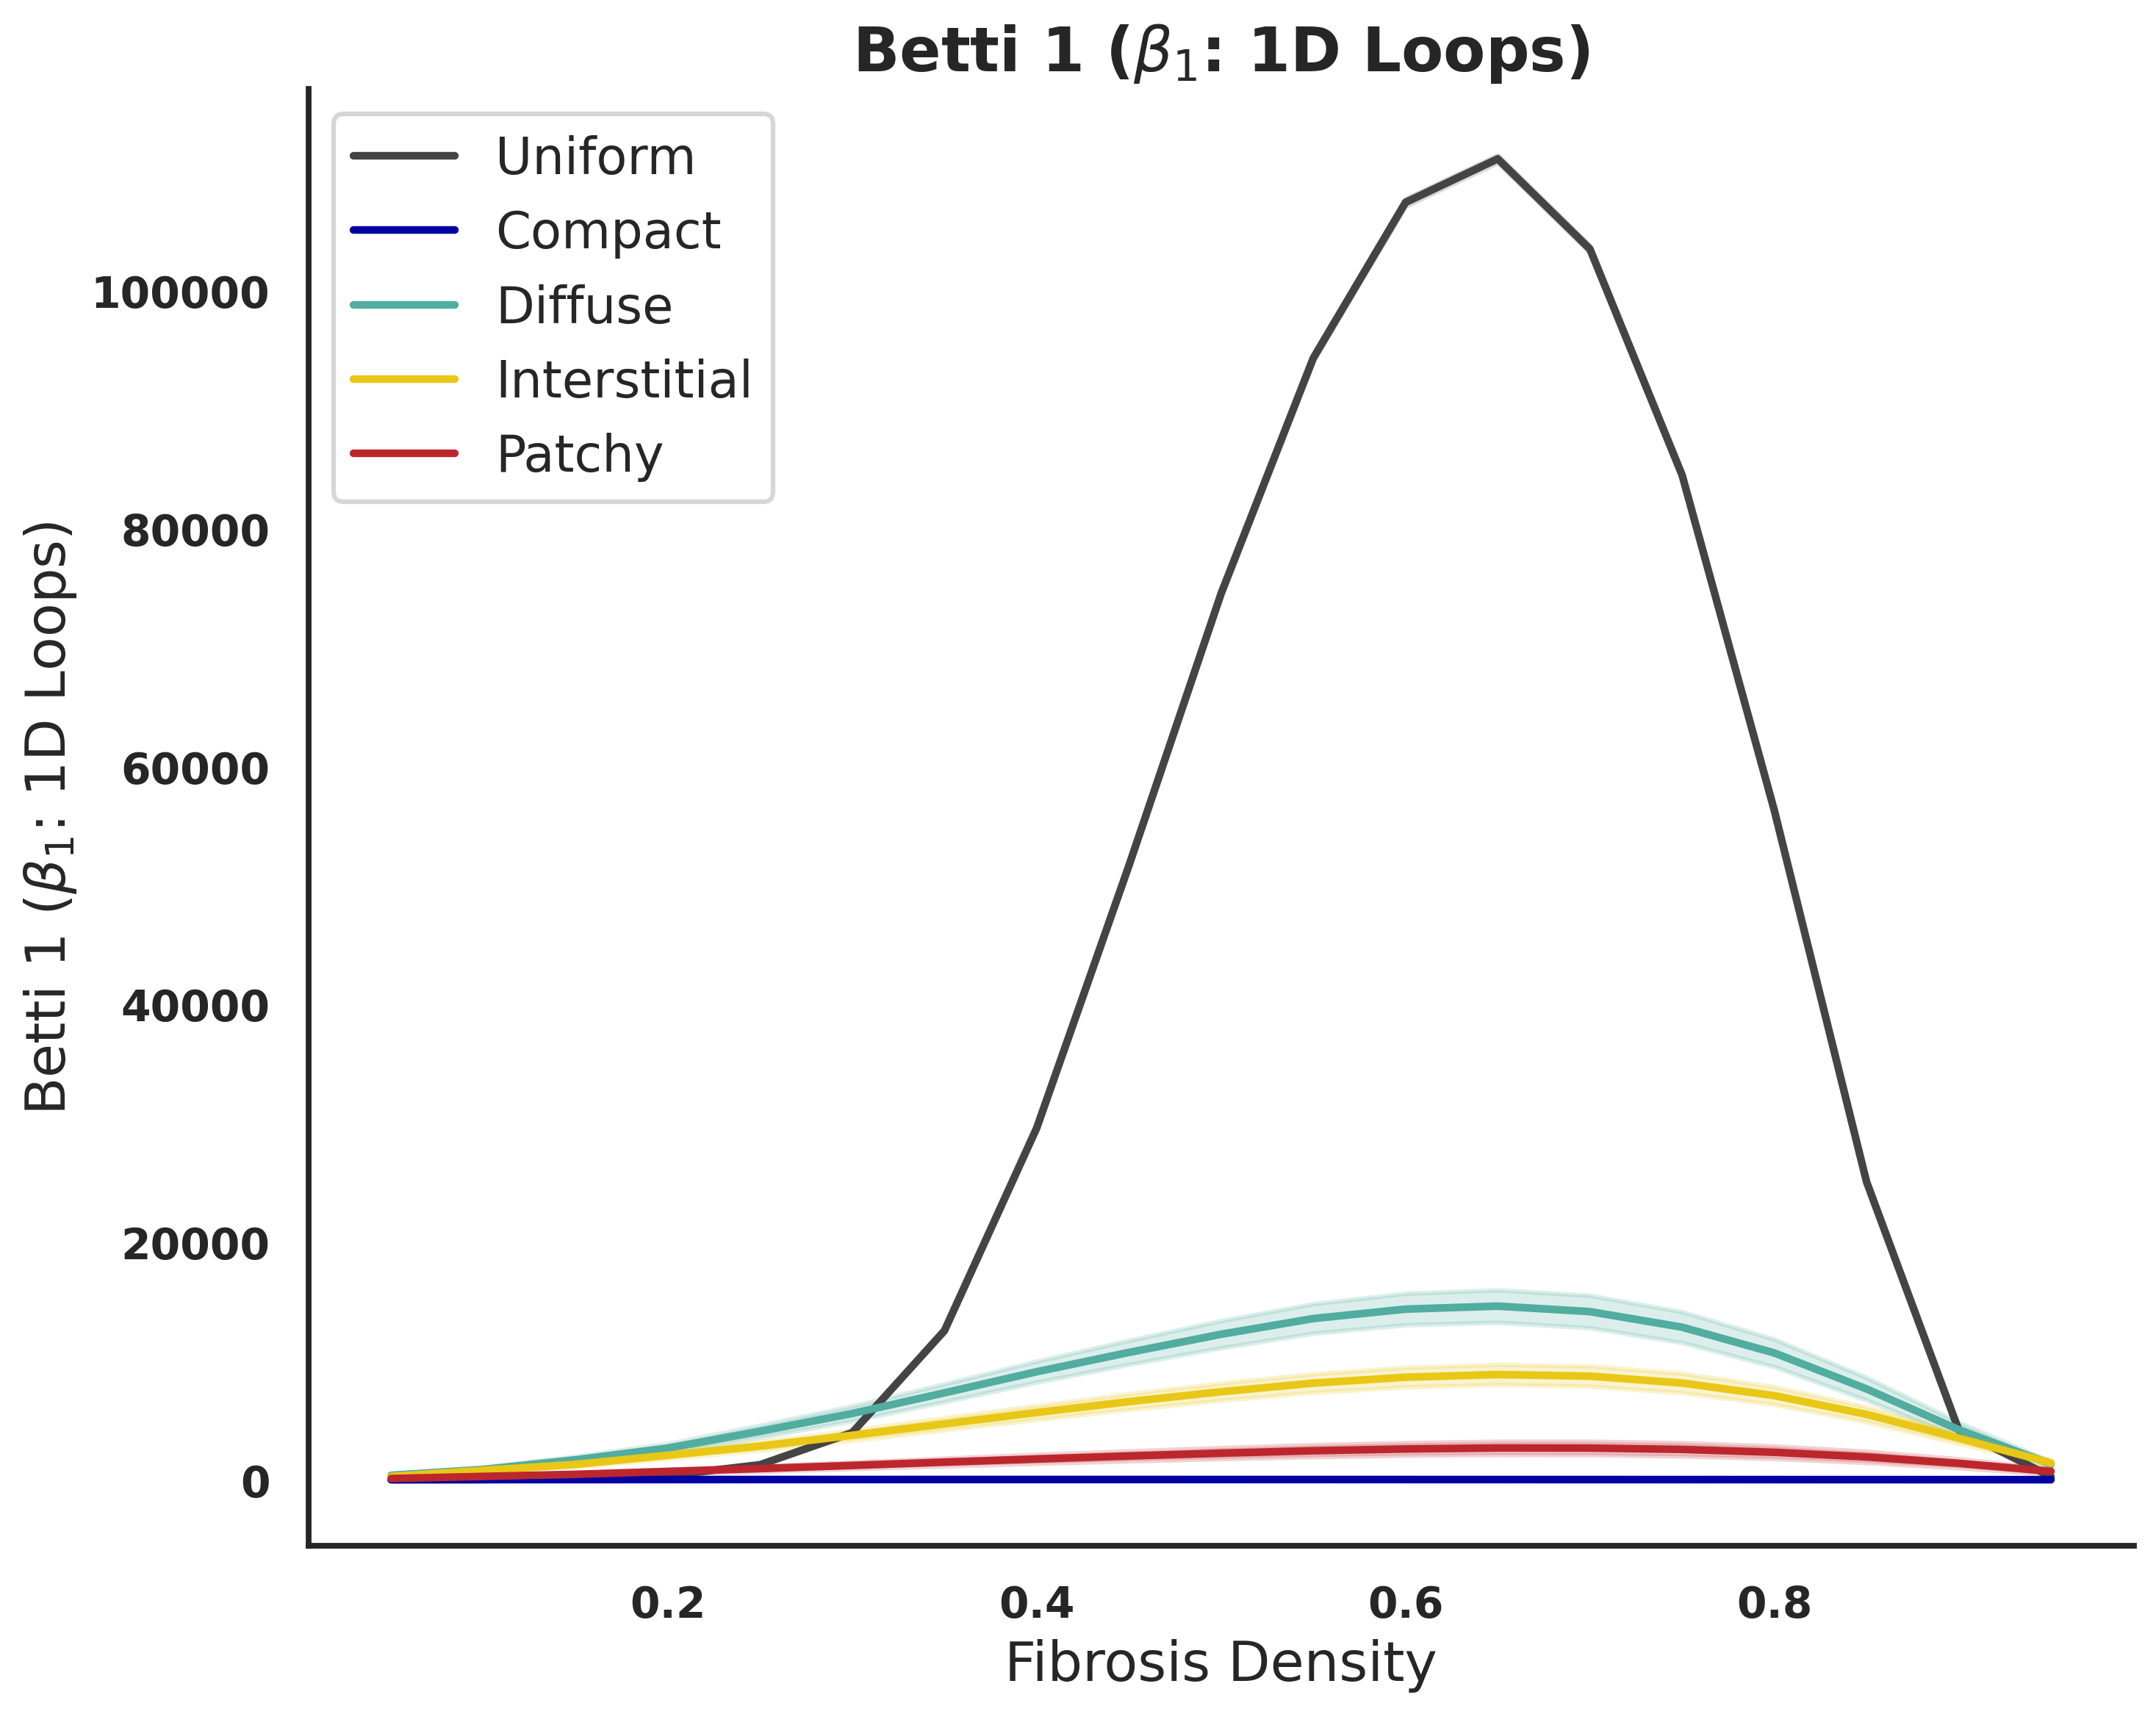 Betti 1 (β₁: 1D Loops)
Uniform
Compact
Diffuse
Interstitial
Patchy
Betti 1 (β₁: 1D Loops)
100000
80000
60000
40000
20000
0
0.2 0.4 0.6 0.8
Fibrosis Density